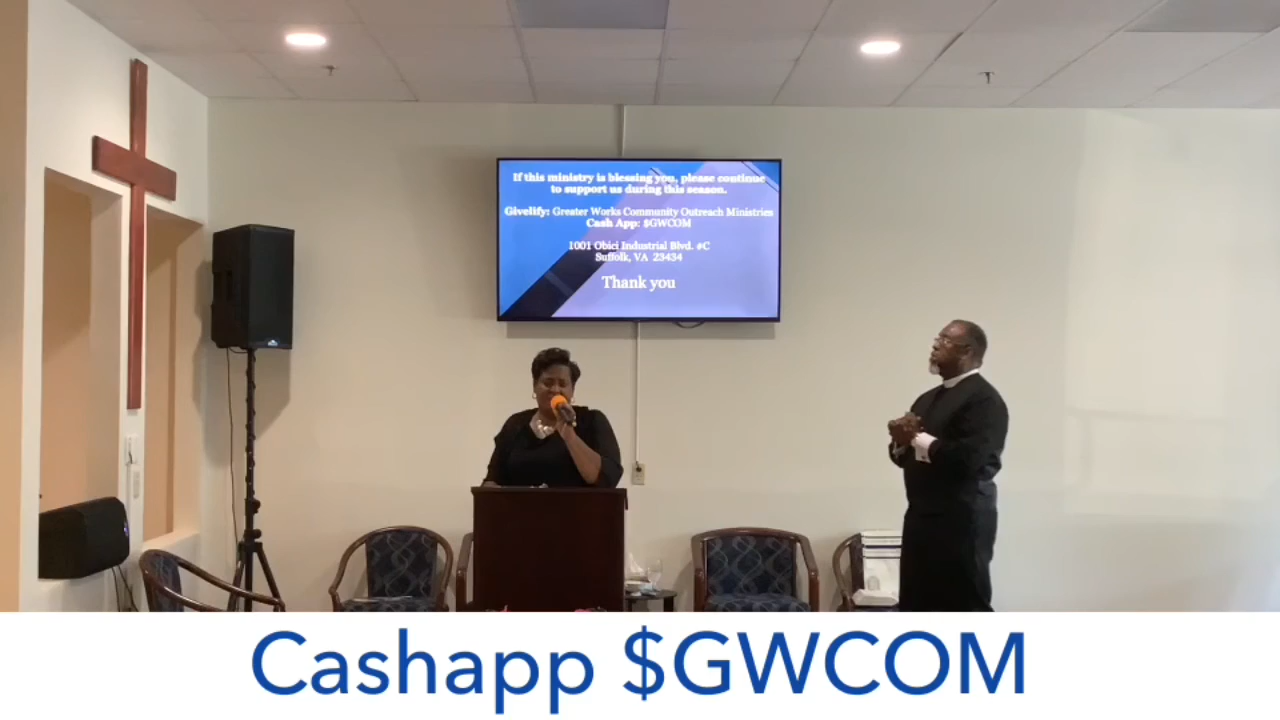 If this ministry is blessing you, please continue
to support us during this season.
Givelify: Greater Works Community Outreach Ministries
Cash App: $GWCOM
1001 Obici Industrial Blvd. #C
Suffolk, VA 23434
Thank you
Cashapp $GWCOM